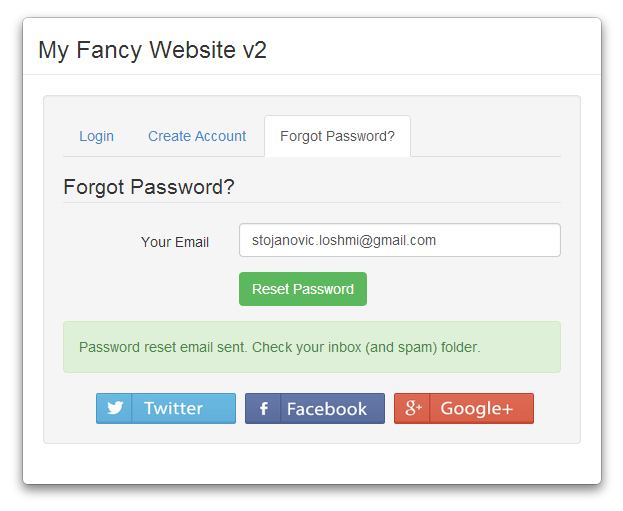 My Fancy Website v2
Login Create Account Forgot Password?
Forgot Password?
Your Email stojanovic.loshmi@gmail.com
Reset Password
Password reset email sent. Check your inbox (and spam) folder.
Twitter Facebook Google+